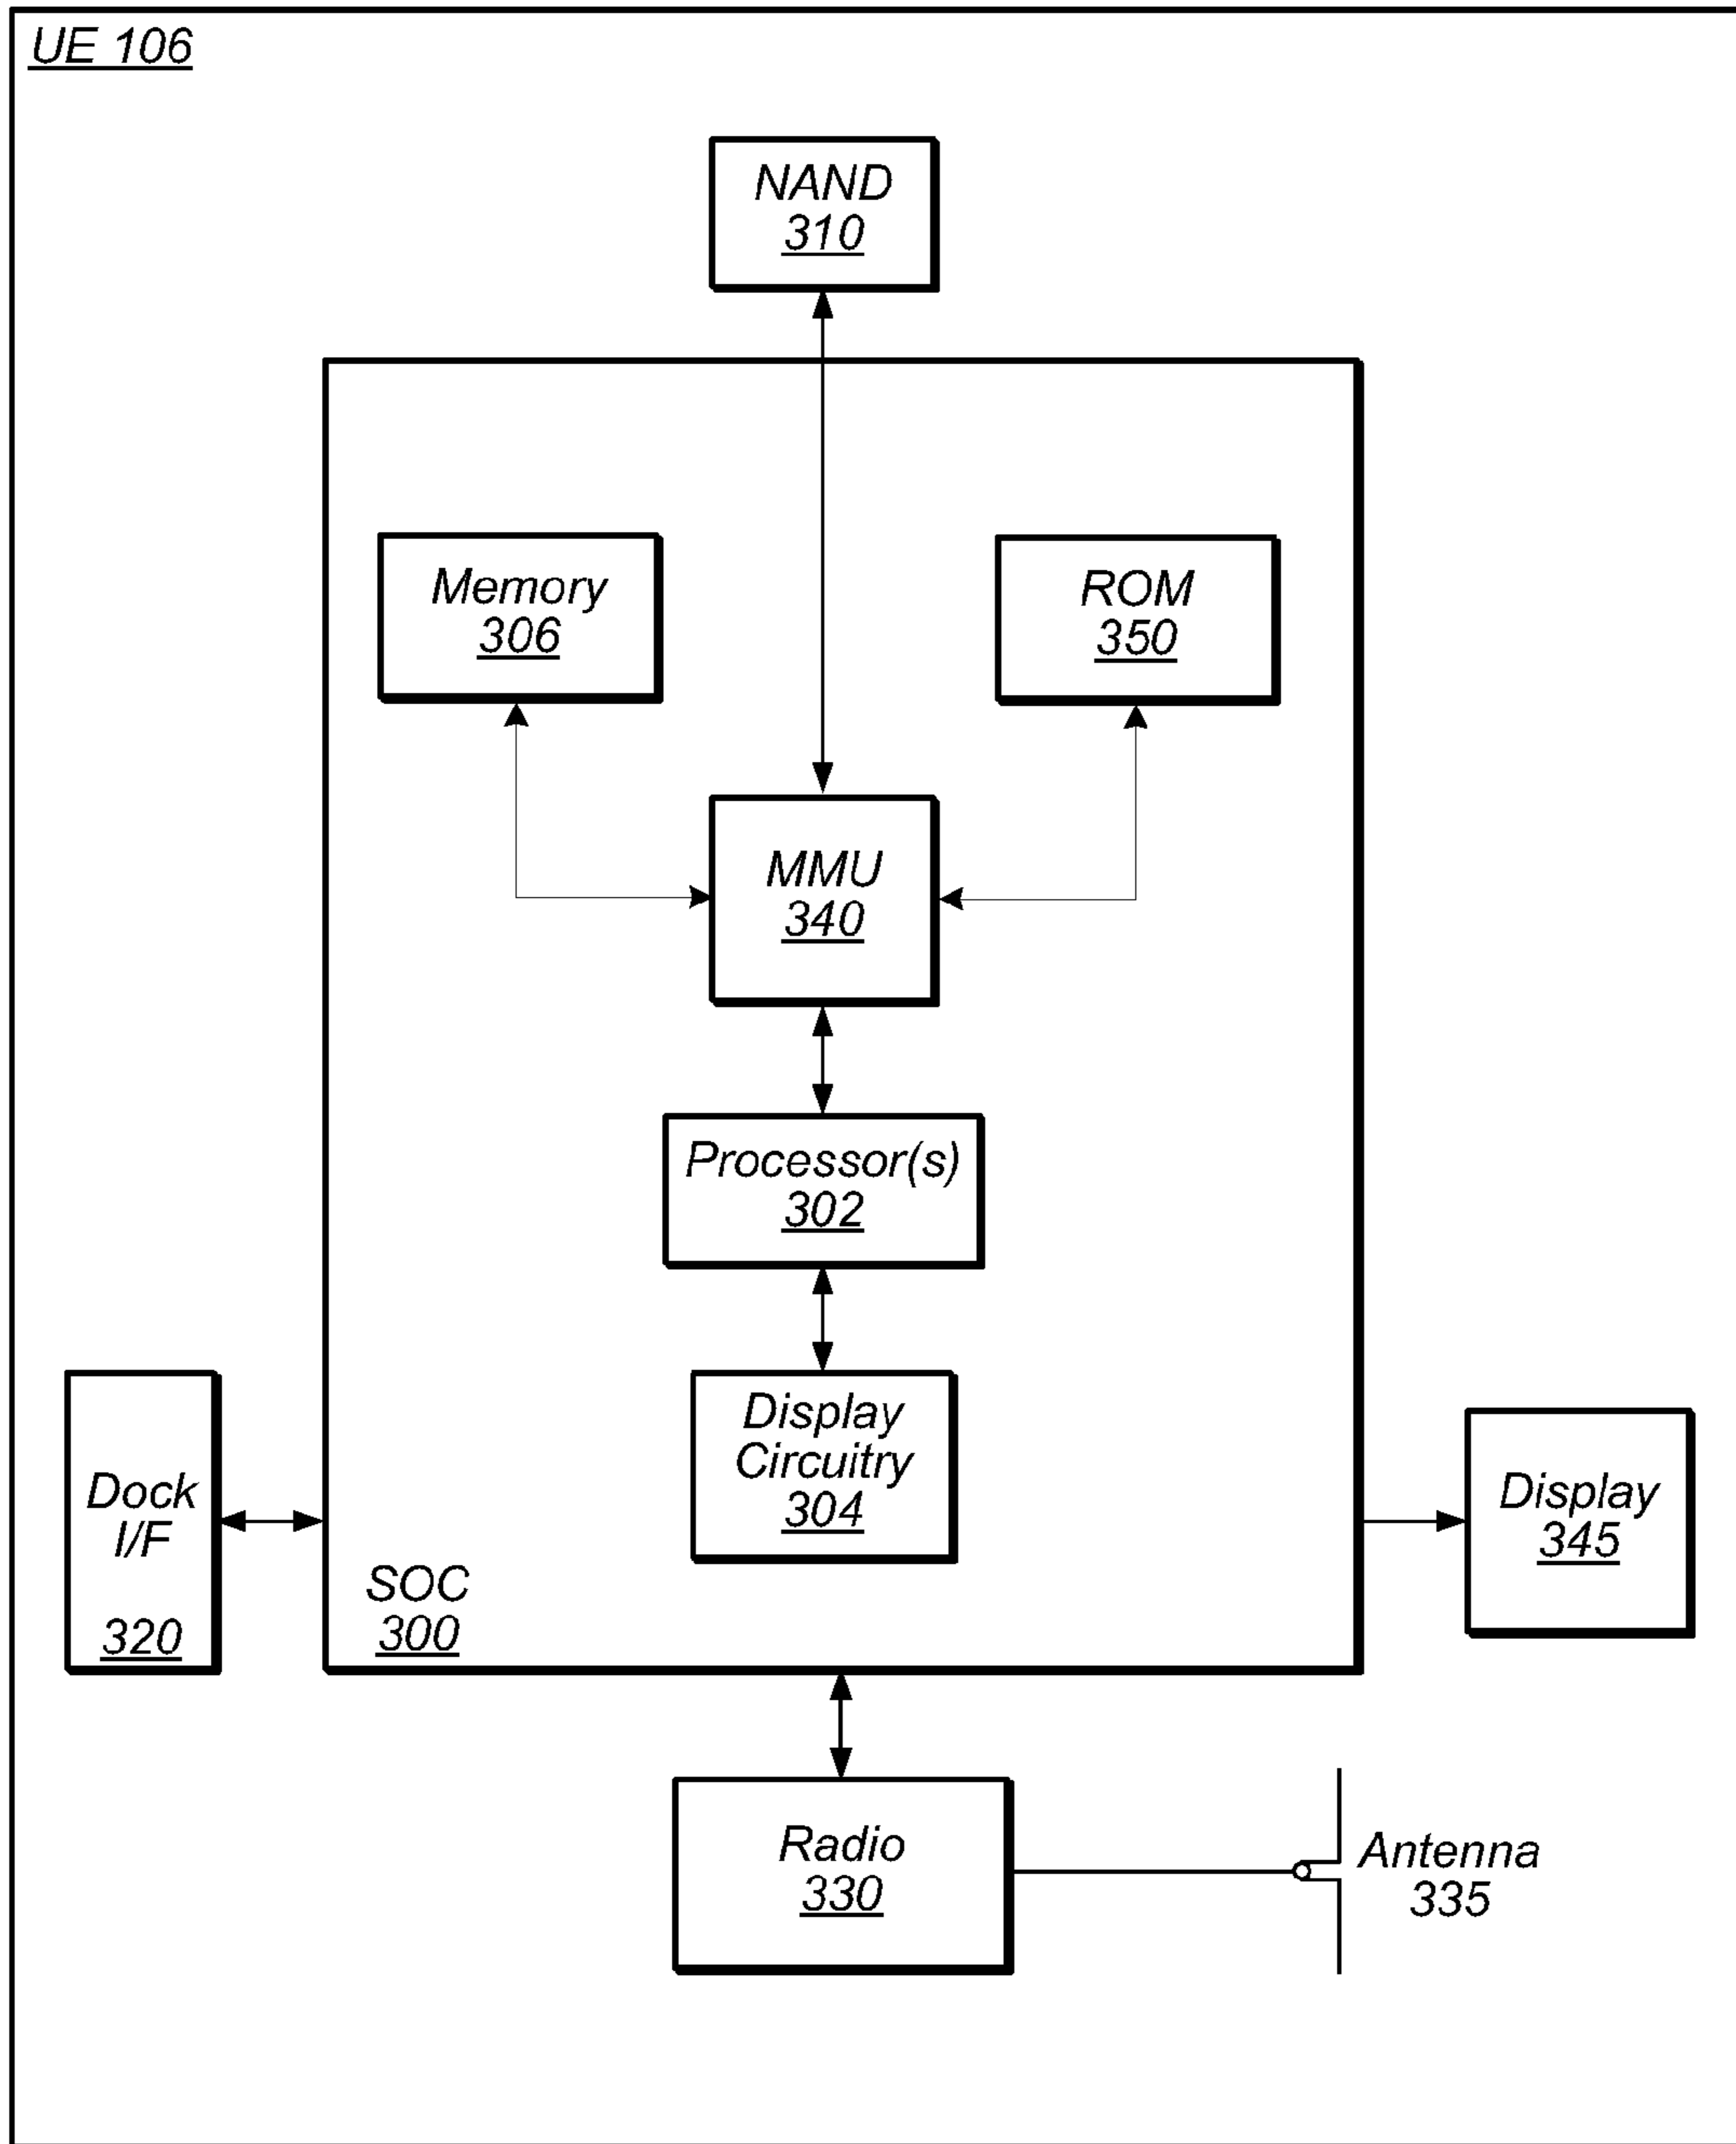 UE 106
NAND
310
Memory
306
ROM
350
MMU
340
Processor(s)
302
Display
Circuitry
304
Dock
I/F
320
SOC
300
Display
345
Radio
330
Antenna
335